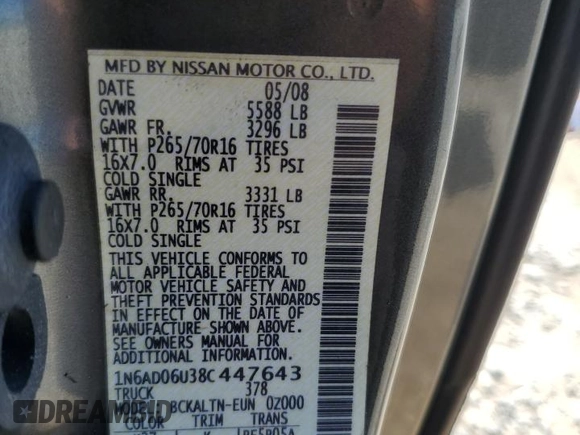 MFD BY NISSAN MOTOR CO., LTD.
DATE 05/08
GVWR 5588 LB
GAWR FR. 3296 LB
WITH P265/70R16 TIRES
16X7.0 RIMS AT 35 PSI
COLD SINGLE
GAWR RR. 3331 LB
WITH P265/70R16 TIRES
16X7.0 RIMS AT 35 PSI
COLD SINGLE
THIS VEHICLE CONFORMS TO
ALL APPLICABLE FEDERAL
MOTOR VEHICLE SAFETY AND
THEFT PREVENTION STANDARDS
IN EFFECT ON THE DATE OF
MANUFACTURE SHOWN ABOVE.
SEE OWNERS MANUAL FOR
ADDITIONAL INFORMATION
1N6AD06U38C447643
TRUCK 378
BCKALTN-EUN 0Z000
COLOR TRIM TRANS